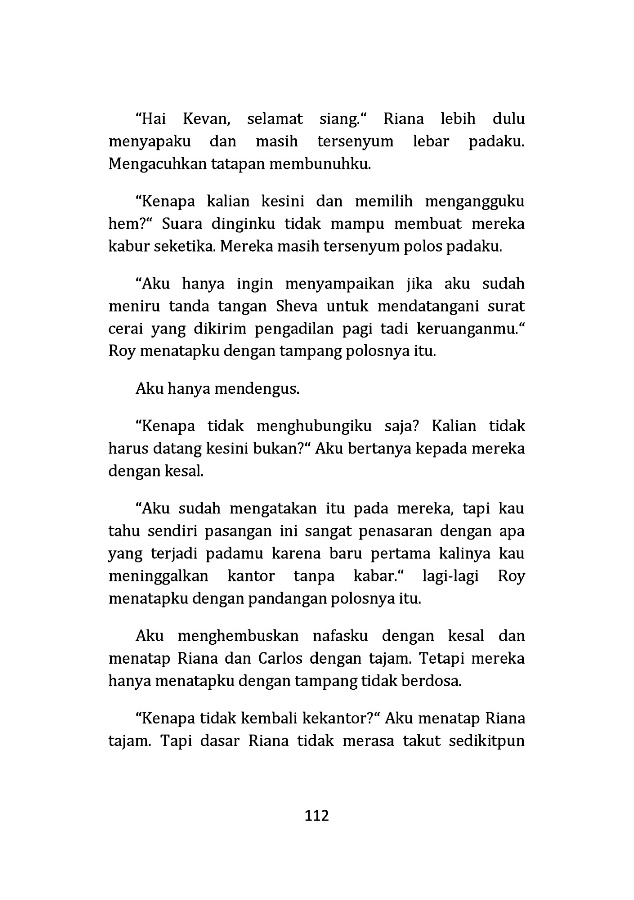 “Hai Kevan, selamat siang.“ Riana lebih dulu
menyapaku dan masih tersenyum lebar padaku.
Mengacuhkan tatapan membunuhku.
“Kenapa kalian kesini dan memilih mengangguku
hem?“ Suara dinginku tidak mampu membuat mereka
kabur seketika. Mereka masih tersenyum polos padaku.
“Aku hanya ingin menyampaikan jika aku sudah
meniru tanda tangan Sheva untuk mendatangani surat
cerai yang dikirim pengadilan pagi tadi keruanganmu.“
Roy menatapku dengan tampang polosnya itu.
Aku hanya mendengus.
“Kenapa tidak menghubungiku saja? Kalian tidak
harus datang kesini bukan?“ Aku bertanya kepada mereka
dengan kesal.
“Aku sudah mengatakan itu pada mereka, tapi kau
tahu sendiri pasangan ini sangat penasaran dengan apa
yang terjadi padamu karena baru pertama kalinya kau
meninggalkan kantor tanpa kabar.“ lagi-lagi Roy
menatapku dengan pandangan polosnya itu.
Aku menghembuskan nafasku dengan kesal dan
menatap Riana dan Carlos dengan tajam. Tetapi mereka
hanya menatapku dengan tampang tidak berdosa.
“Kenapa tidak kembali kekantor?“ Aku menatap Riana
tajam. Tapi dasar Riana tidak merasa takut sedikitpun
112